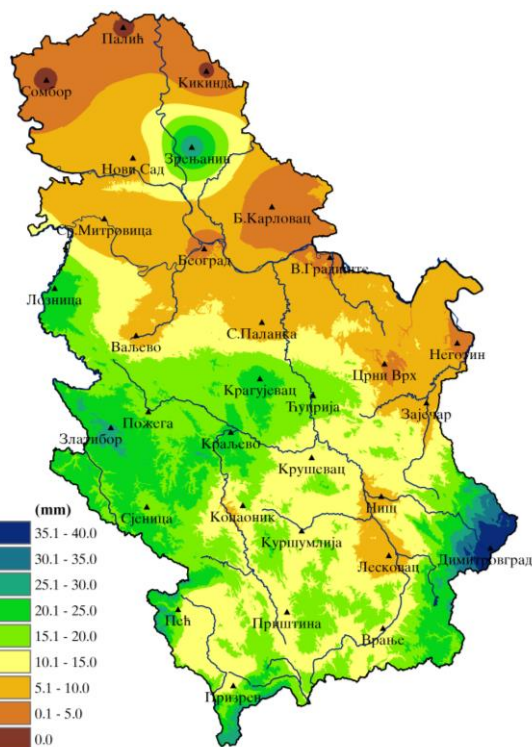 Палић
Кикинда
Сомбор
Зрењанин
Нови Сад
Б.Карловац
Ср.Митровица
Београд
В.Градиште
Лозница
С.Паланка
Ваљево
Неготин
Црни Врх
Крагујевац
Ћуприја
Зајечар
Пожега
Златибор
Краљево
Крушевац
(mm)
Сјеница
Копаоник
Ниш
35.1 - 40.0
Куршумлија
30.1 - 35.0
Димитровград
Лесковац
25.1 - 30.0
20.1 - 25.0
Пећ
Приштина
15.1 - 20.0
Врање
10.1 - 15.0
5.1 - 10.0
Призрен
0.1 - 5.0
0.0